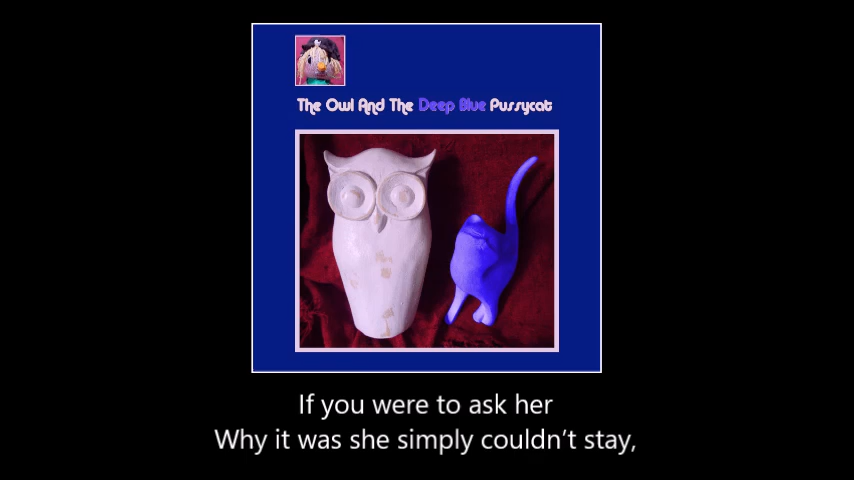 The Owl And The Deep Blue Pussycat
If you were to ask her
Why it was she simply couldn’t stay,